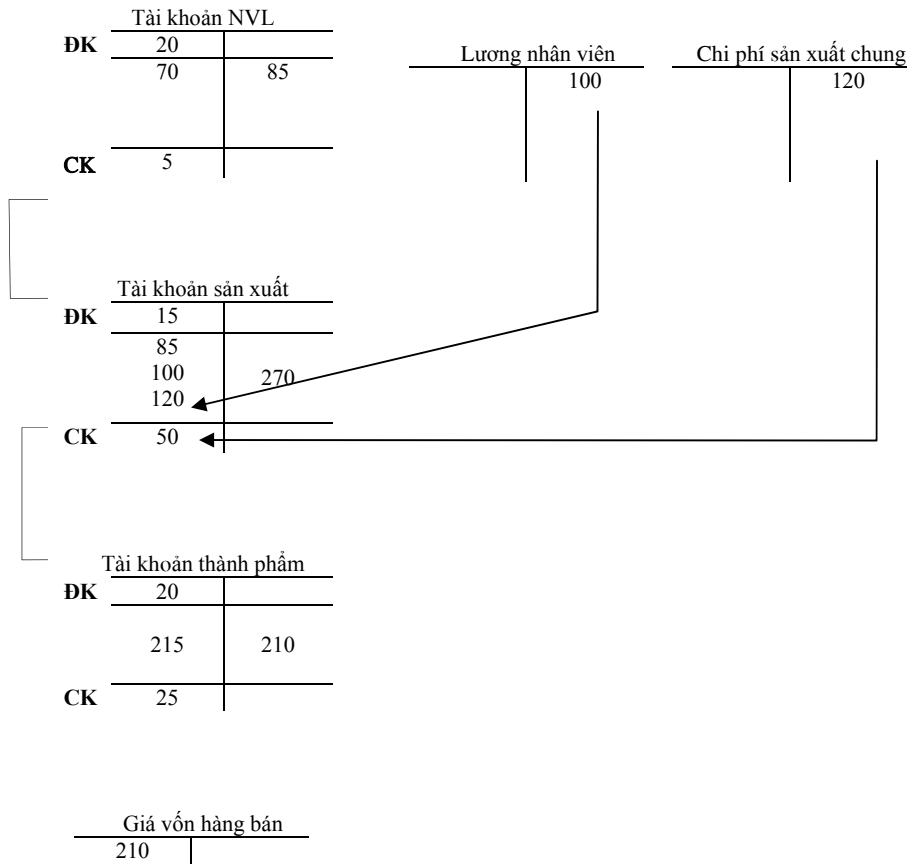 Tài khoản NVL
ĐK 20
70 85
CK 5
Lương nhân viên
100
Chi phí sản xuất chung
120
Tài khoản sản xuất
ĐK 15
85
100 270
120
CK 50
Tài khoản thành phẩm
ĐK 20
215 210
CK 25
Giá vốn hàng bán
210